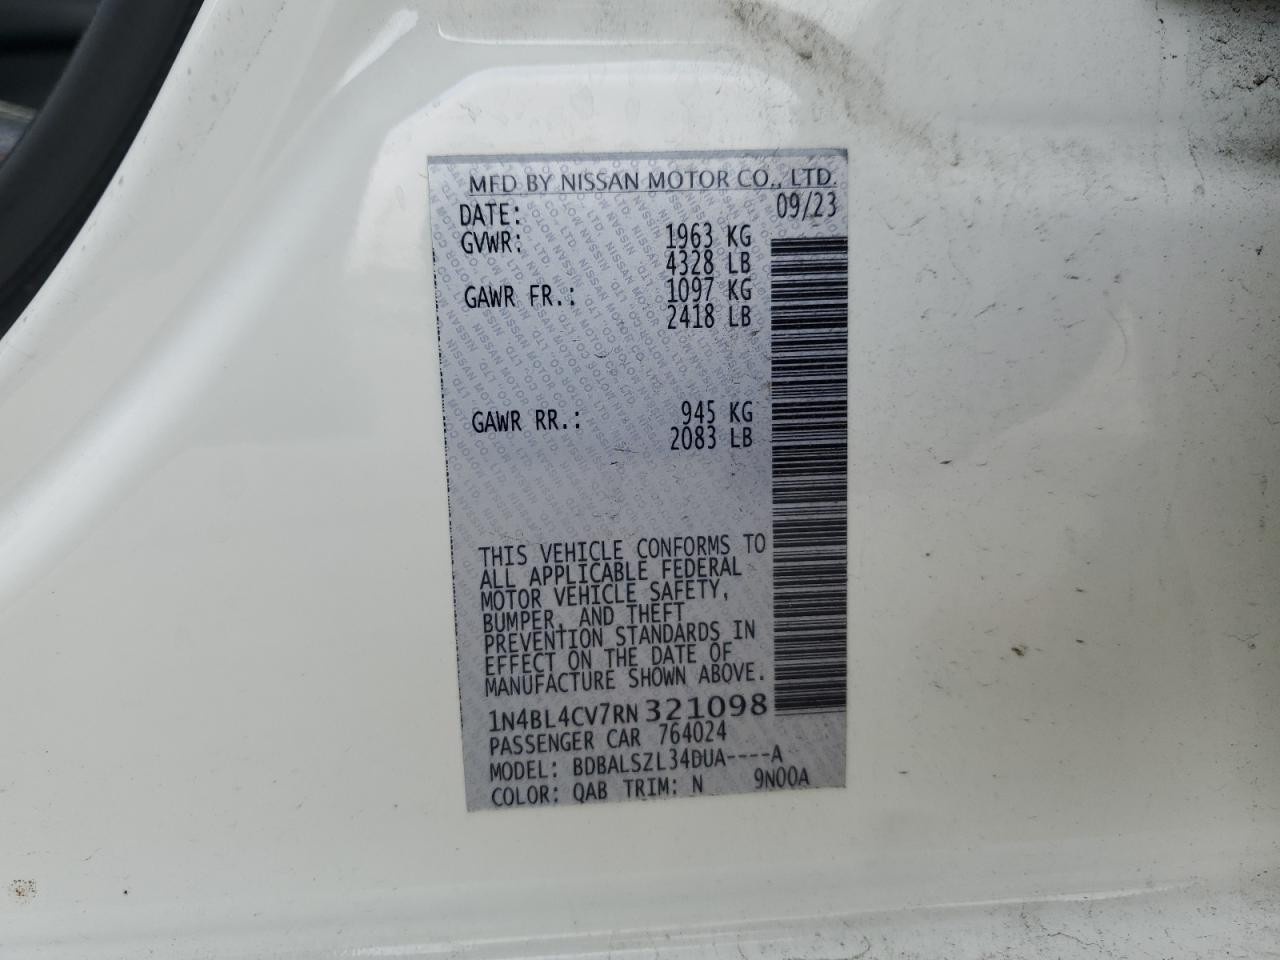 MFD BY NISSAN MOTOR CO., LTD.
DATE: 09/23
GVWR: 1963 KG
4328 LB
GAWR FR.: 1097 KG
2418 LB
GAWR RR.: 945 KG
2083 LB
THIS VEHICLE CONFORMS TO
ALL APPLICABLE FEDERAL
MOTOR VEHICLE SAFETY,
BUMPER, AND THEFT
PREVENTION STANDARDS IN
EFFECT ON THE DATE OF
MANUFACTURE SHOWN ABOVE.
1N4BL4CV7RN321098
PASSENGER CAR 764024
MODEL: BDBALSZL34DUA----A
COLOR: QAB TRIM: N 9N00A